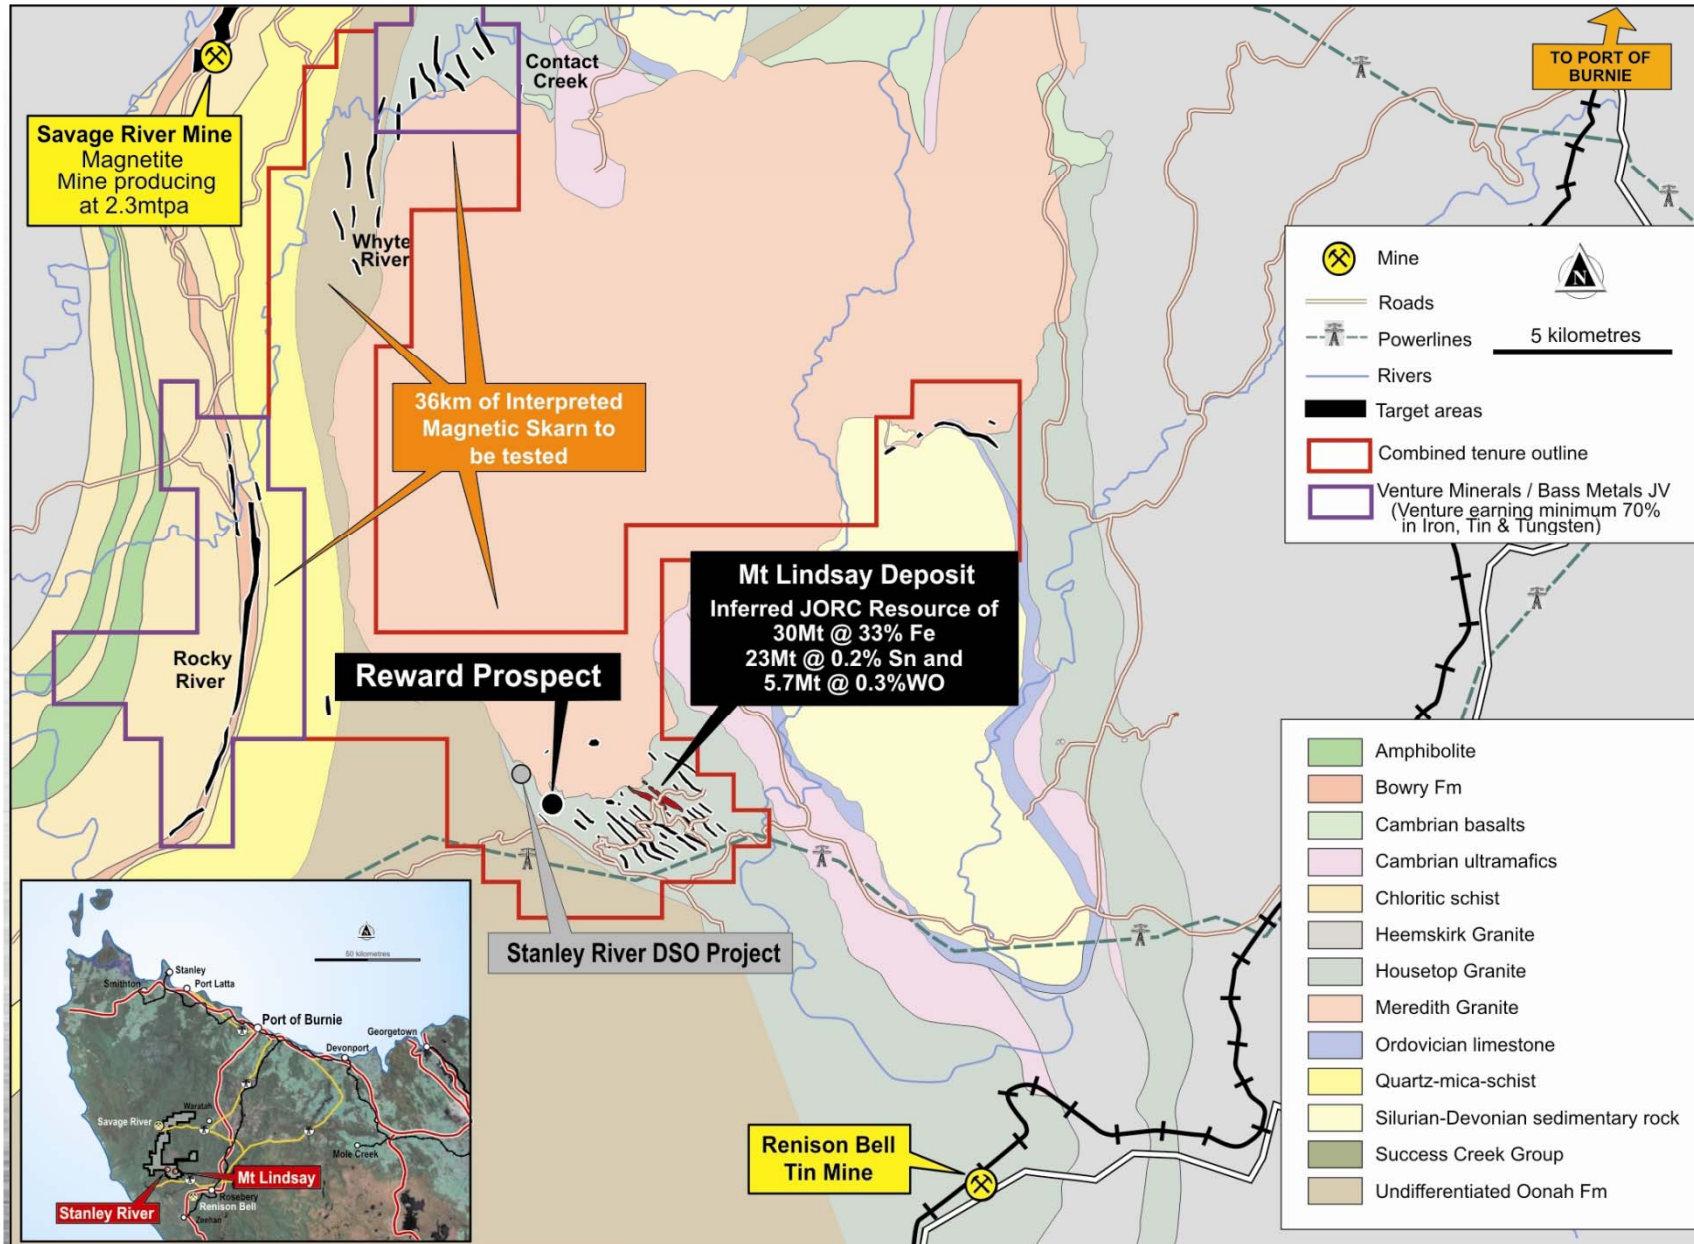 Contact
Creek
TO PORT OF
BURNIE
Savage River Mine
Magnetite
Mine producing
at 2.3mtpa
Whyte
River
Mine
N
Roads
Powerlines
5 kilometres
Rivers
Target areas
Combined tenure outline
Venture Minerals / Bass Metals JV
(Venture earning minimum 70%
in Iron, Tin & Tungsten)
36km of Interpreted
Magnetic Skarn to
be tested
Mt Lindsay Deposit
Inferred JORC Resource of
30Mt @ 33% Fe
23Mt @ 0.2% Sn and
5.7Mt @ 0.3%WO
Rocky
River
Reward Prospect
Amphibolite
Bowry Fm
Cambrian basalts
Cambrian ultramafics
Chloritic schist
Heemskirk Granite
Housetop Granite
Meredith Granite
Ordovician limestone
Quartz-mica-schist
Silurian-Devonian sedimentary rock
Success Creek Group
Undifferentiated Oonah Fm
Stanley River DSO Project
50 kilometres
Stanley
Smithton
Port Latta
Port of Burnie
Georgetown
Devonport
Waratah
Savage River
Mole Creek
Mt Lindsay
Rosebery
Renison Bell
Stanley River
Zeehan
Renison Bell
Tin Mine